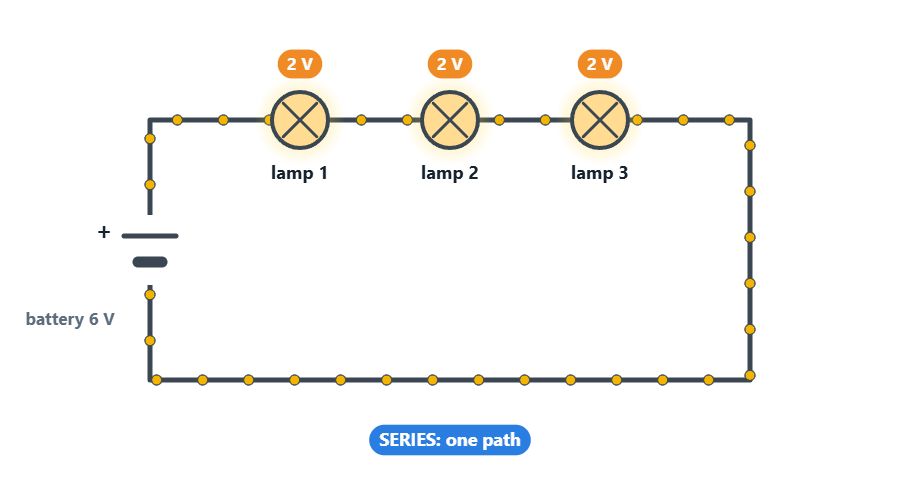 2 V
2 V
2 V
lamp 1
lamp 2
lamp 3
+
battery 6 V
SERIES: one path